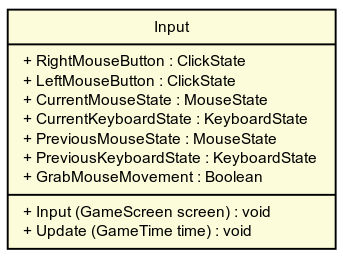 Input
+ RightMouseButton : ClickState
+ LeftMouseButton : ClickState
+ CurrentMouseState : MouseState
+ CurrentKeyboardState : KeyboardState
+ PreviousMouseState : MouseState
+ PreviousKeyboardState : KeyboardState
+ GrabMouseMovement : Boolean
+ Input (GameScreen screen) : void
+ Update (GameTime time) : void